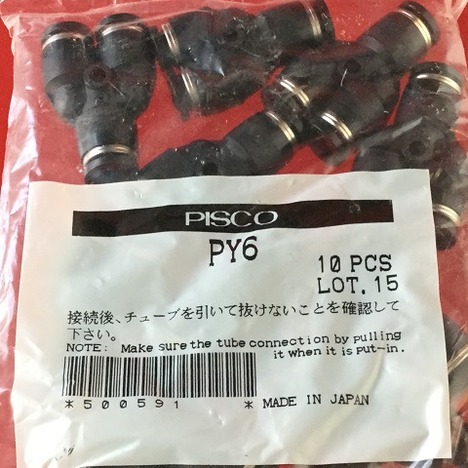 PISCO
PY6
10 PCS
LOT. 15
接続後、チューブを引いて抜けないことを確認して
下さい。
NOTE: Make sure the tube connection by pulling
it when it is put-in.
*500591*
MADE IN JAPAN